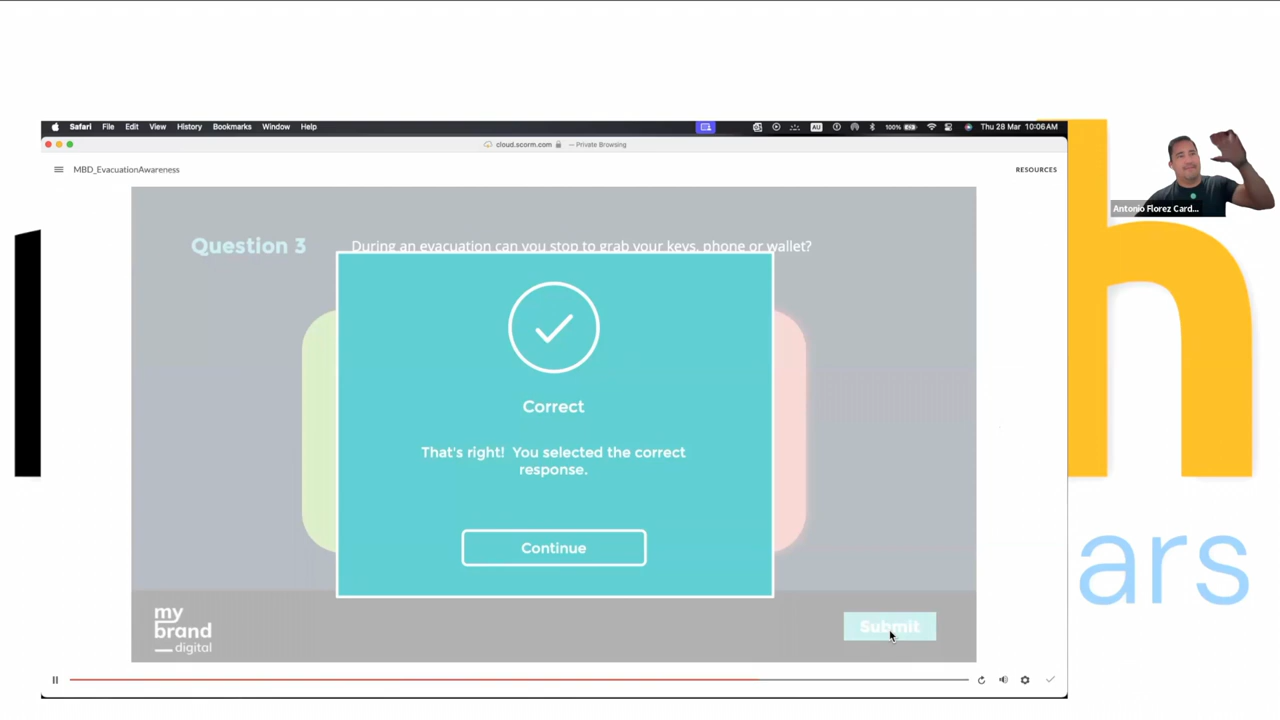 Safari File Edit View History Bookmarks Window Help
AU 100% Thu 28 Mar 10:06 AM
cloud.scorm.com — Private Browsing
MBD_EvacuationAwareness
RESOURCES
Antonio Florez Card...
Question 3
During an evacuation can you stop to grab your keys, phone or wallet?
Correct
That's right! You selected the correct
response.
Continue
my
brand
digital
Submit
h
ars